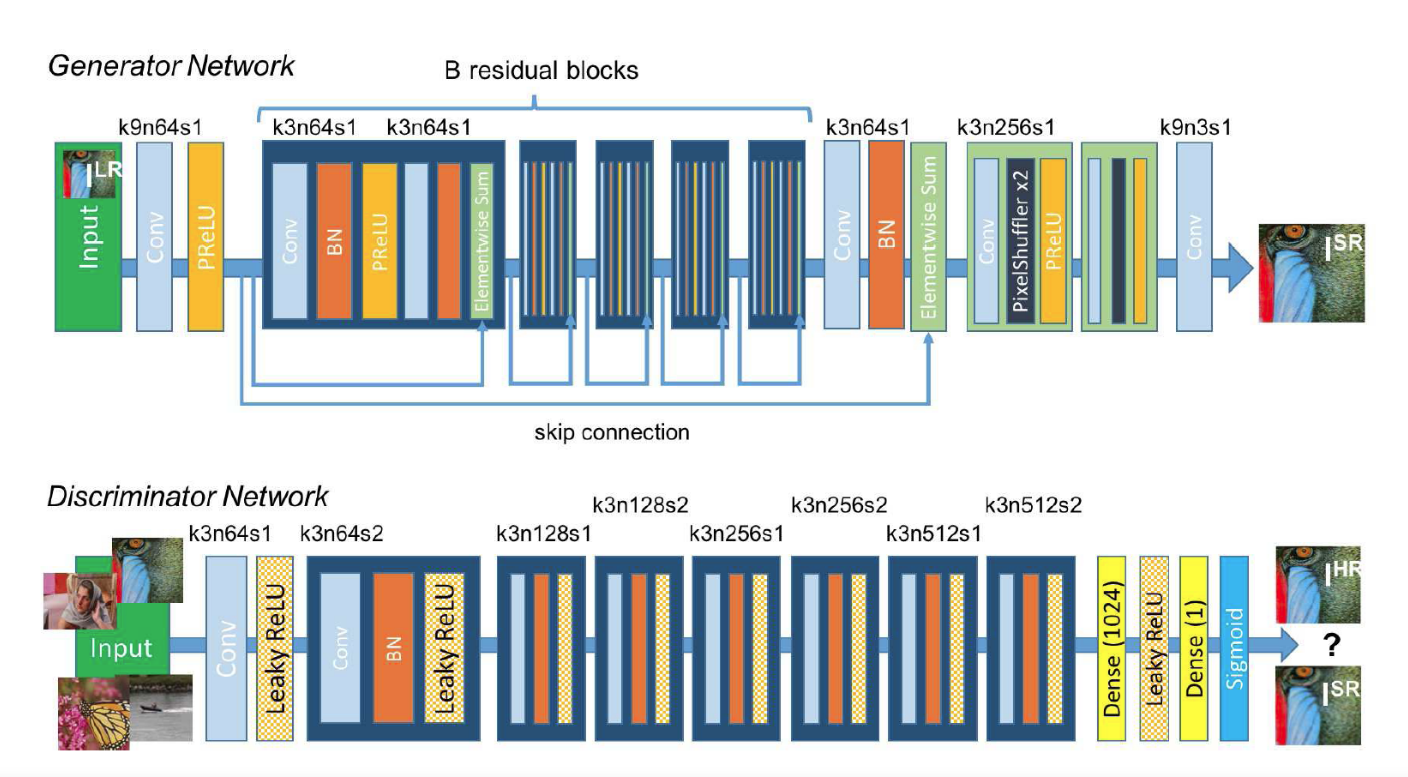 Generator Network
B residual blocks
k9n64s1
k3n64s1
k3n64s1
k3n64s1
k3n256s1
k9n3s1
I^LR
Input
Conv
PReLU
Conv
BN
PReLU
Elementwise Sum
Conv
BN
Elementwise Sum
Conv
PixelShuffler x2
PReLU
Conv
I^SR
skip connection
Discriminator Network
k3n64s1
k3n64s2
k3n128s1
k3n128s2
k3n256s1
k3n256s2
k3n512s1
k3n512s2
Input
Conv
Leaky ReLU
Conv
BN
Leaky ReLU
Dense (1024)
Leaky ReLU
Dense (1)
Sigmoid
I^HR
?
I^SR